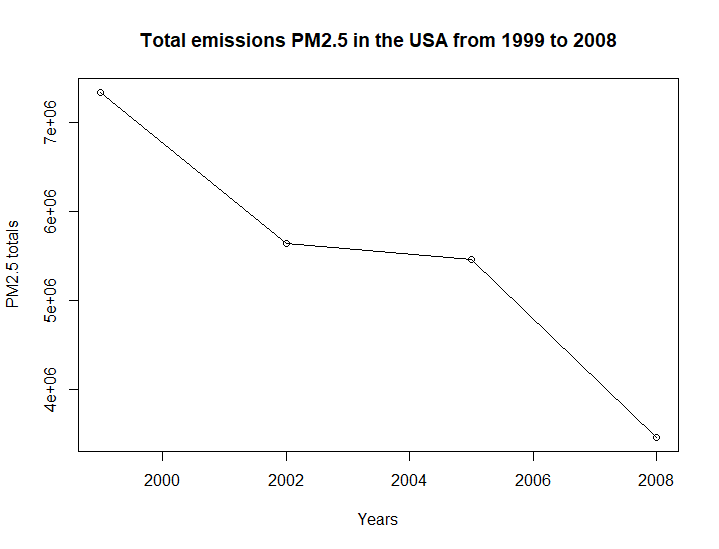 Total emissions PM2.5 in the USA from 1999 to 2008
PM2.5 totals
7e+06
6e+06
5e+06
4e+06
2000 2002 2004 2006 2008
Years